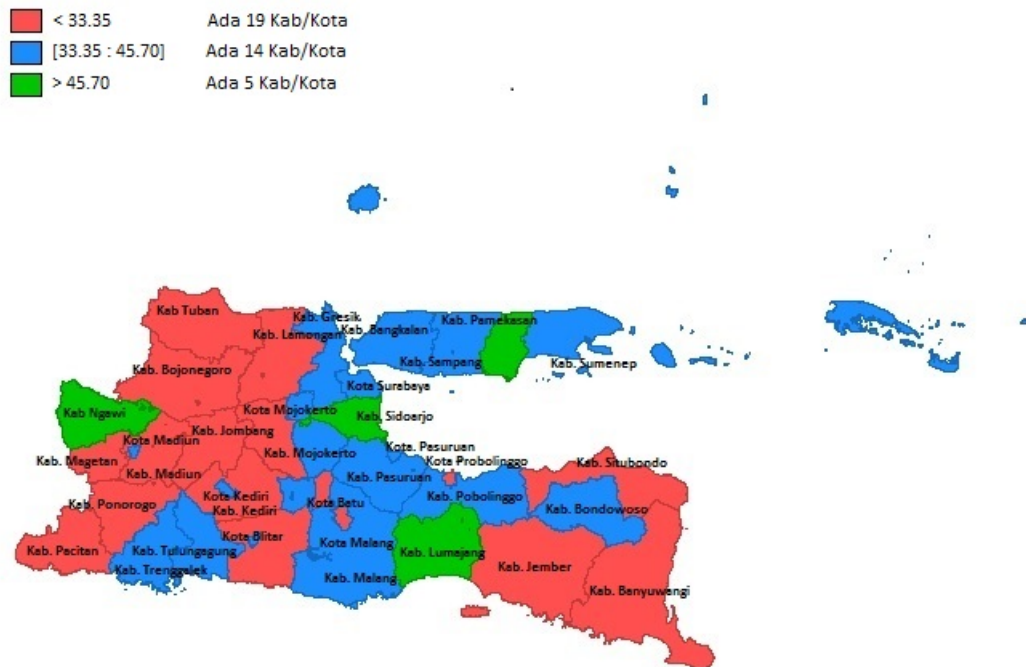 < 33.35 Ada 19 Kab/Kota
[33.35 : 45.70] Ada 14 Kab/Kota
> 45.70 Ada 5 Kab/Kota
Kab Tuban
Kab. Gresik
Kab. Lamongan
Kab. Bangkalan
Kab. Pamekasan
Kab. Sampang
Kab. Sumenep
Kab. Bojonegoro
Kota Surabaya
Kab Ngawi
Kota Mojokerto
Kab. Sidoarjo
Kota Madiun
Kab. Jombang
Kab. Magetan
Kab. Madiun
Kab. Mojokerto
Kota. Pasuruan
Kota Probolinggo
Kab. Situbondo
Kab. Pasuruan
Kab. Ponorogo
Kota Kediri
Kab. Kediri
Kota Batu
Kab. Pobolinggo
Kab. Bondowoso
Kab. Pacitan
Kab. Tulungagung
Kota Blitar
Kota Malang
Kab. Lumajang
Kab. Trenggalek
Kab. Malang
Kab. Jember
Kab. Banyuwangi